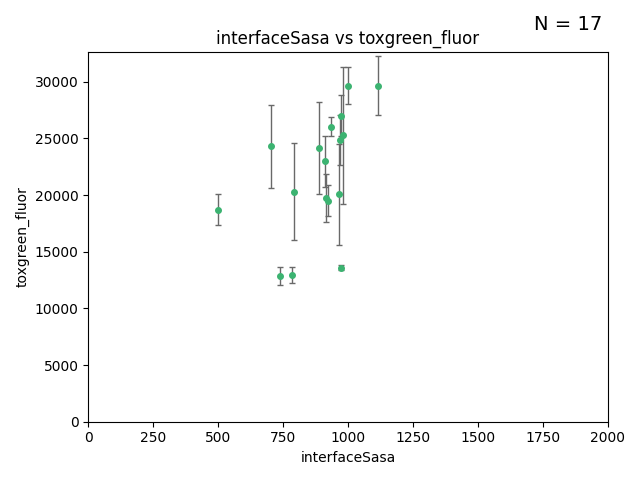 N = 17
interfaceSasa vs toxgreen_fluor
30000
25000
20000
15000
10000
5000
0
toxgreen_fluor
0 250 500 750 1000 1250 1500 1750 2000
interfaceSasa